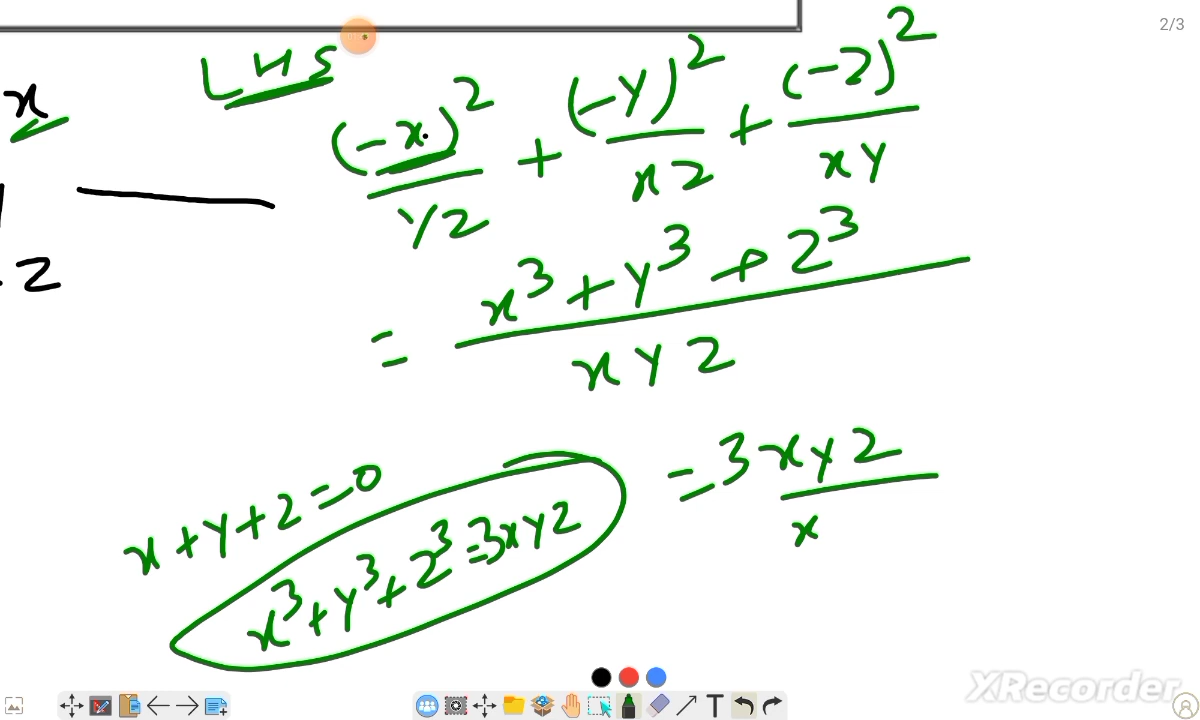 2/3
LHS
x
(-x)²/yz + (-y)²/xz + (-z)²/xy
z
= x³+y³+z³/xyz
x+y+z=0
x³+y³+z³=3xyz
= 3xyz/x
T
XRecorder